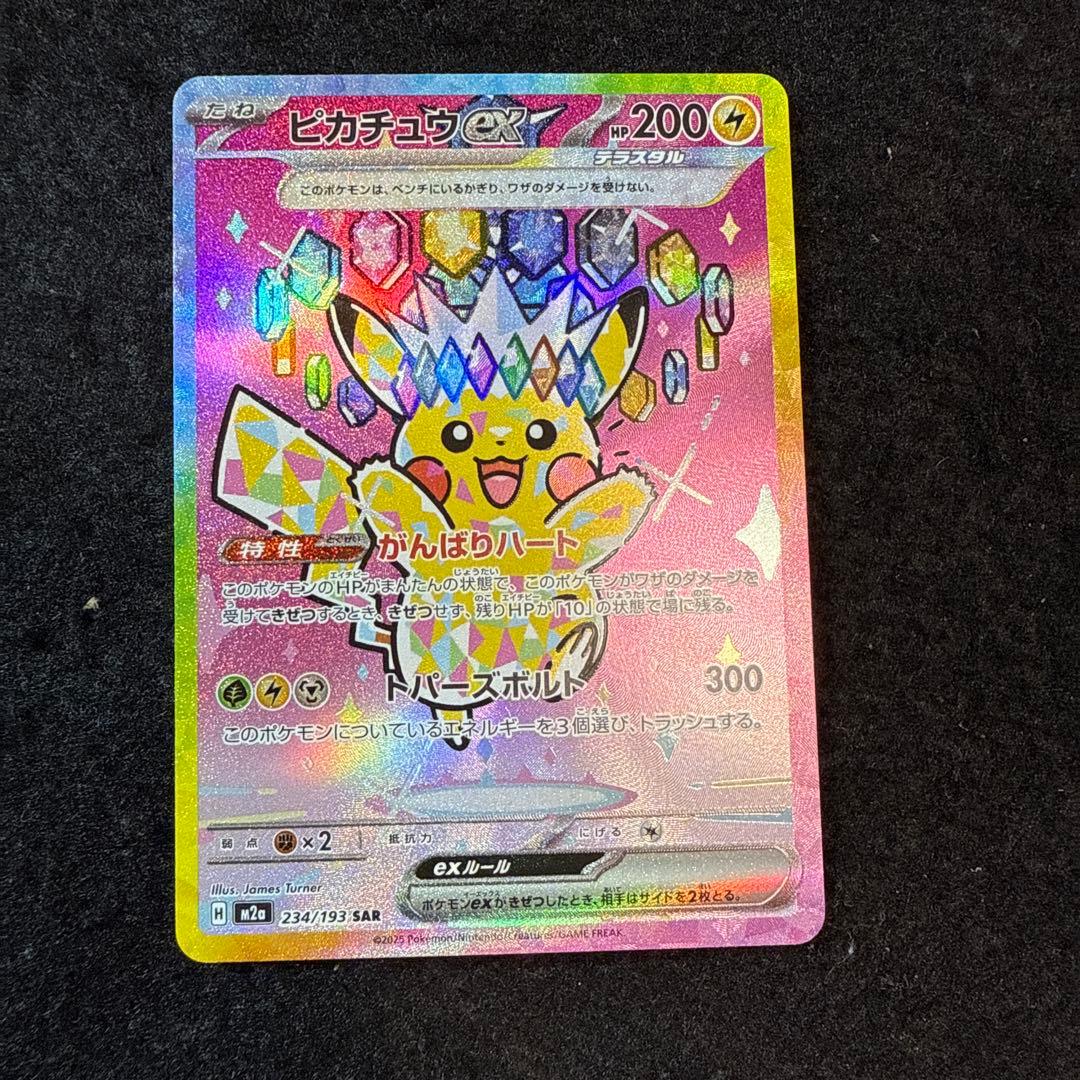 たね ピカチュウex HP200
テラスタル
このポケモンは、ベンチにいるかぎり、ワザのダメージを受けない。
特性 とくせい がんばりハート
このポケモンのHPがまんたんの状態で、このポケモンがワザのダメージを
受けてきぜつするとき、きぜつせず、残りHPが「10」の状態で場に残る。
トパーズボルト 300
このポケモンについているエネルギーを3個選び、トラッシュする。
弱点 ×2 抵抗力 にげる
exルール
ポケモンexがきぜつしたとき、相手はサイドを2枚とる。
Illus. James Turner
H m2a 234/193 SAR
©2025 Pokémon/Nintendo/Creatures/GAME FREAK